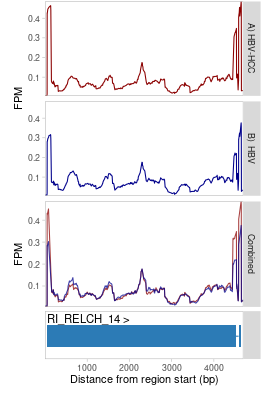 A) HBV-HCC
0.4
0.3
0.2
0.1
FPM
B) HBV
0.4
0.3
0.2
0.1
Combined
0.4
0.3
0.2
0.1
FPM
RI_RELCH_14 >
1000 2000 3000 4000
Distance from region start (bp)